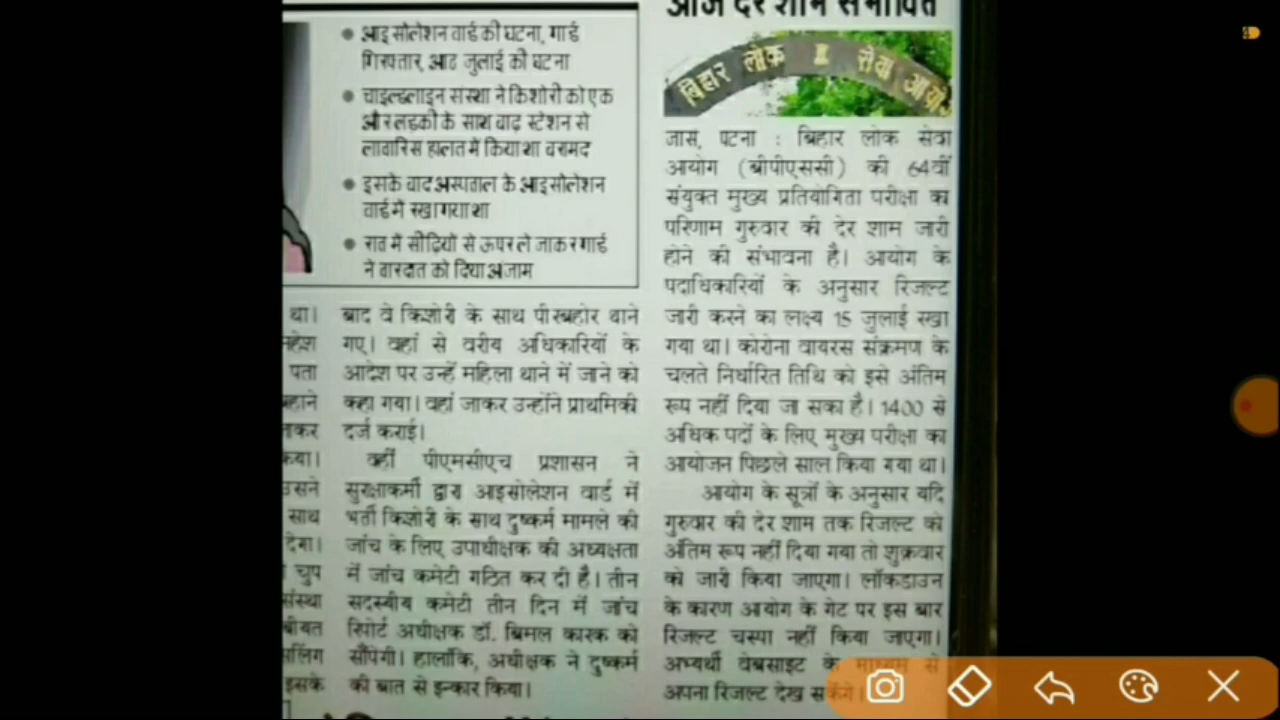 आइसोलेशन वार्ड की घटना, गार्ड
गिरफ्तार, आठ जुलाई की घटना
चाइल्डलाइन संस्था ने किशोरी को एक
और लड़की के साथ बाढ़ स्टेशन से
लावारिस हालत में किया था बरामद
इसके बाद अस्पताल के आइसोलेशन
वार्ड में रखा गया था
रात में सीढ़ियों से ऊपर ले जाकर गार्ड
ने वारदात को दिया अंजाम
था।
पता
कया।
उसने
साथ
देगा।
चुप
संस्था
इसके
बाद वे किशोरी के साथ पीरबहोर थाने
गए। वहां से वरीय अधिकारियों के
आदेश पर उन्हें महिला थाने में जाने को
कहा गया। वहां जाकर उन्होंने प्राथमिकी
दर्ज कराई।
वहीं पीएमसीएच प्रशासन ने
सुरक्षाकर्मी द्वारा आइसोलेशन वार्ड में
भर्ती किशोरी के साथ दुष्कर्म मामले की
जांच के लिए उपाधीक्षक की अध्यक्षता
में जांच कमेटी गठित कर दी है। तीन
सदस्यीय कमेटी तीन दिन में जांच
रिपोर्ट अधीक्षक डॉ. बिमल कारक को
सौंपेगी। हालांकि, अधीक्षक ने दुष्कर्म
की बात से इन्कार किया।
आज देर शाम संभावित
बिहार लोक सेवा आयोग
जासं, पटना : बिहार लोक सेवा
आयोग (बीपीएससी) की 64वीं
संयुक्त मुख्य प्रतियोगिता परीक्षा का
परिणाम गुरुवार की देर शाम जारी
होने की संभावना है। आयोग के
पदाधिकारियों के अनुसार रिजल्ट
जारी करने का लक्ष्य 15 जुलाई रखा
गया था। कोरोना वायरस संक्रमण के
चलते निर्धारित तिथि को इसे अंतिम
रूप नहीं दिया जा सका है। 1400 से
अधिक पदों के लिए मुख्य परीक्षा का
आयोजन पिछले साल किया गया था।
आयोग के सूत्रों के अनुसार यदि
गुरुवार की देर शाम तक रिजल्ट को
अंतिम रूप नहीं दिया गया तो शुक्रवार
को जारी किया जाएगा। लॉकडाउन
के कारण आयोग के गेट पर इस बार
रिजल्ट चस्पा नहीं किया जाएगा।
अभ्यर्थी वेबसाइट के माध्यम से
अपना रिजल्ट देख सकेंगे।